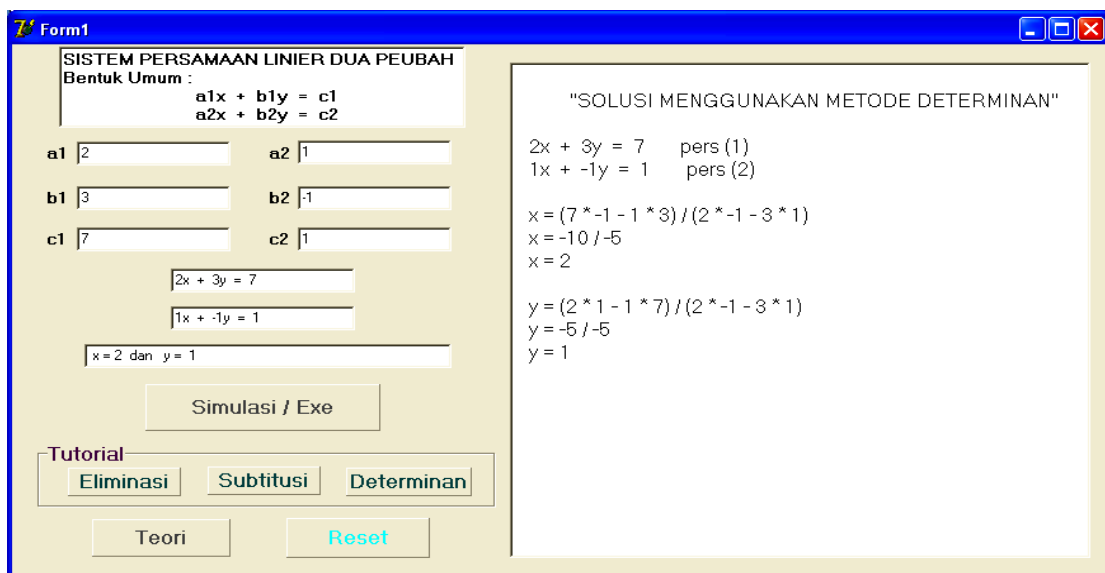 Form1
SISTEM PERSAMAAN LINIER DUA PEUBAH
Bentuk Umum :
a1x + b1y = c1
a2x + b2y = c2
a1 2 a2 1
b1 3 b2 -1
c1 7 c2 1
2x + 3y = 7
1x + -1y = 1
x = 2 dan y = 1
Simulasi / Exe
Tutorial
Eliminasi Subtitusi Determinan
Teori Reset
"SOLUSI MENGGUNAKAN METODE DETERMINAN"
2x + 3y = 7 pers (1)
1x + -1y = 1 pers (2)
x = (7 * -1 - 1 * 3) / (2 * -1 - 3 * 1)
x = -10 / -5
x = 2
y = (2 * 1 - 1 * 7) / (2 * -1 - 3 * 1)
y = -5 / -5
y = 1